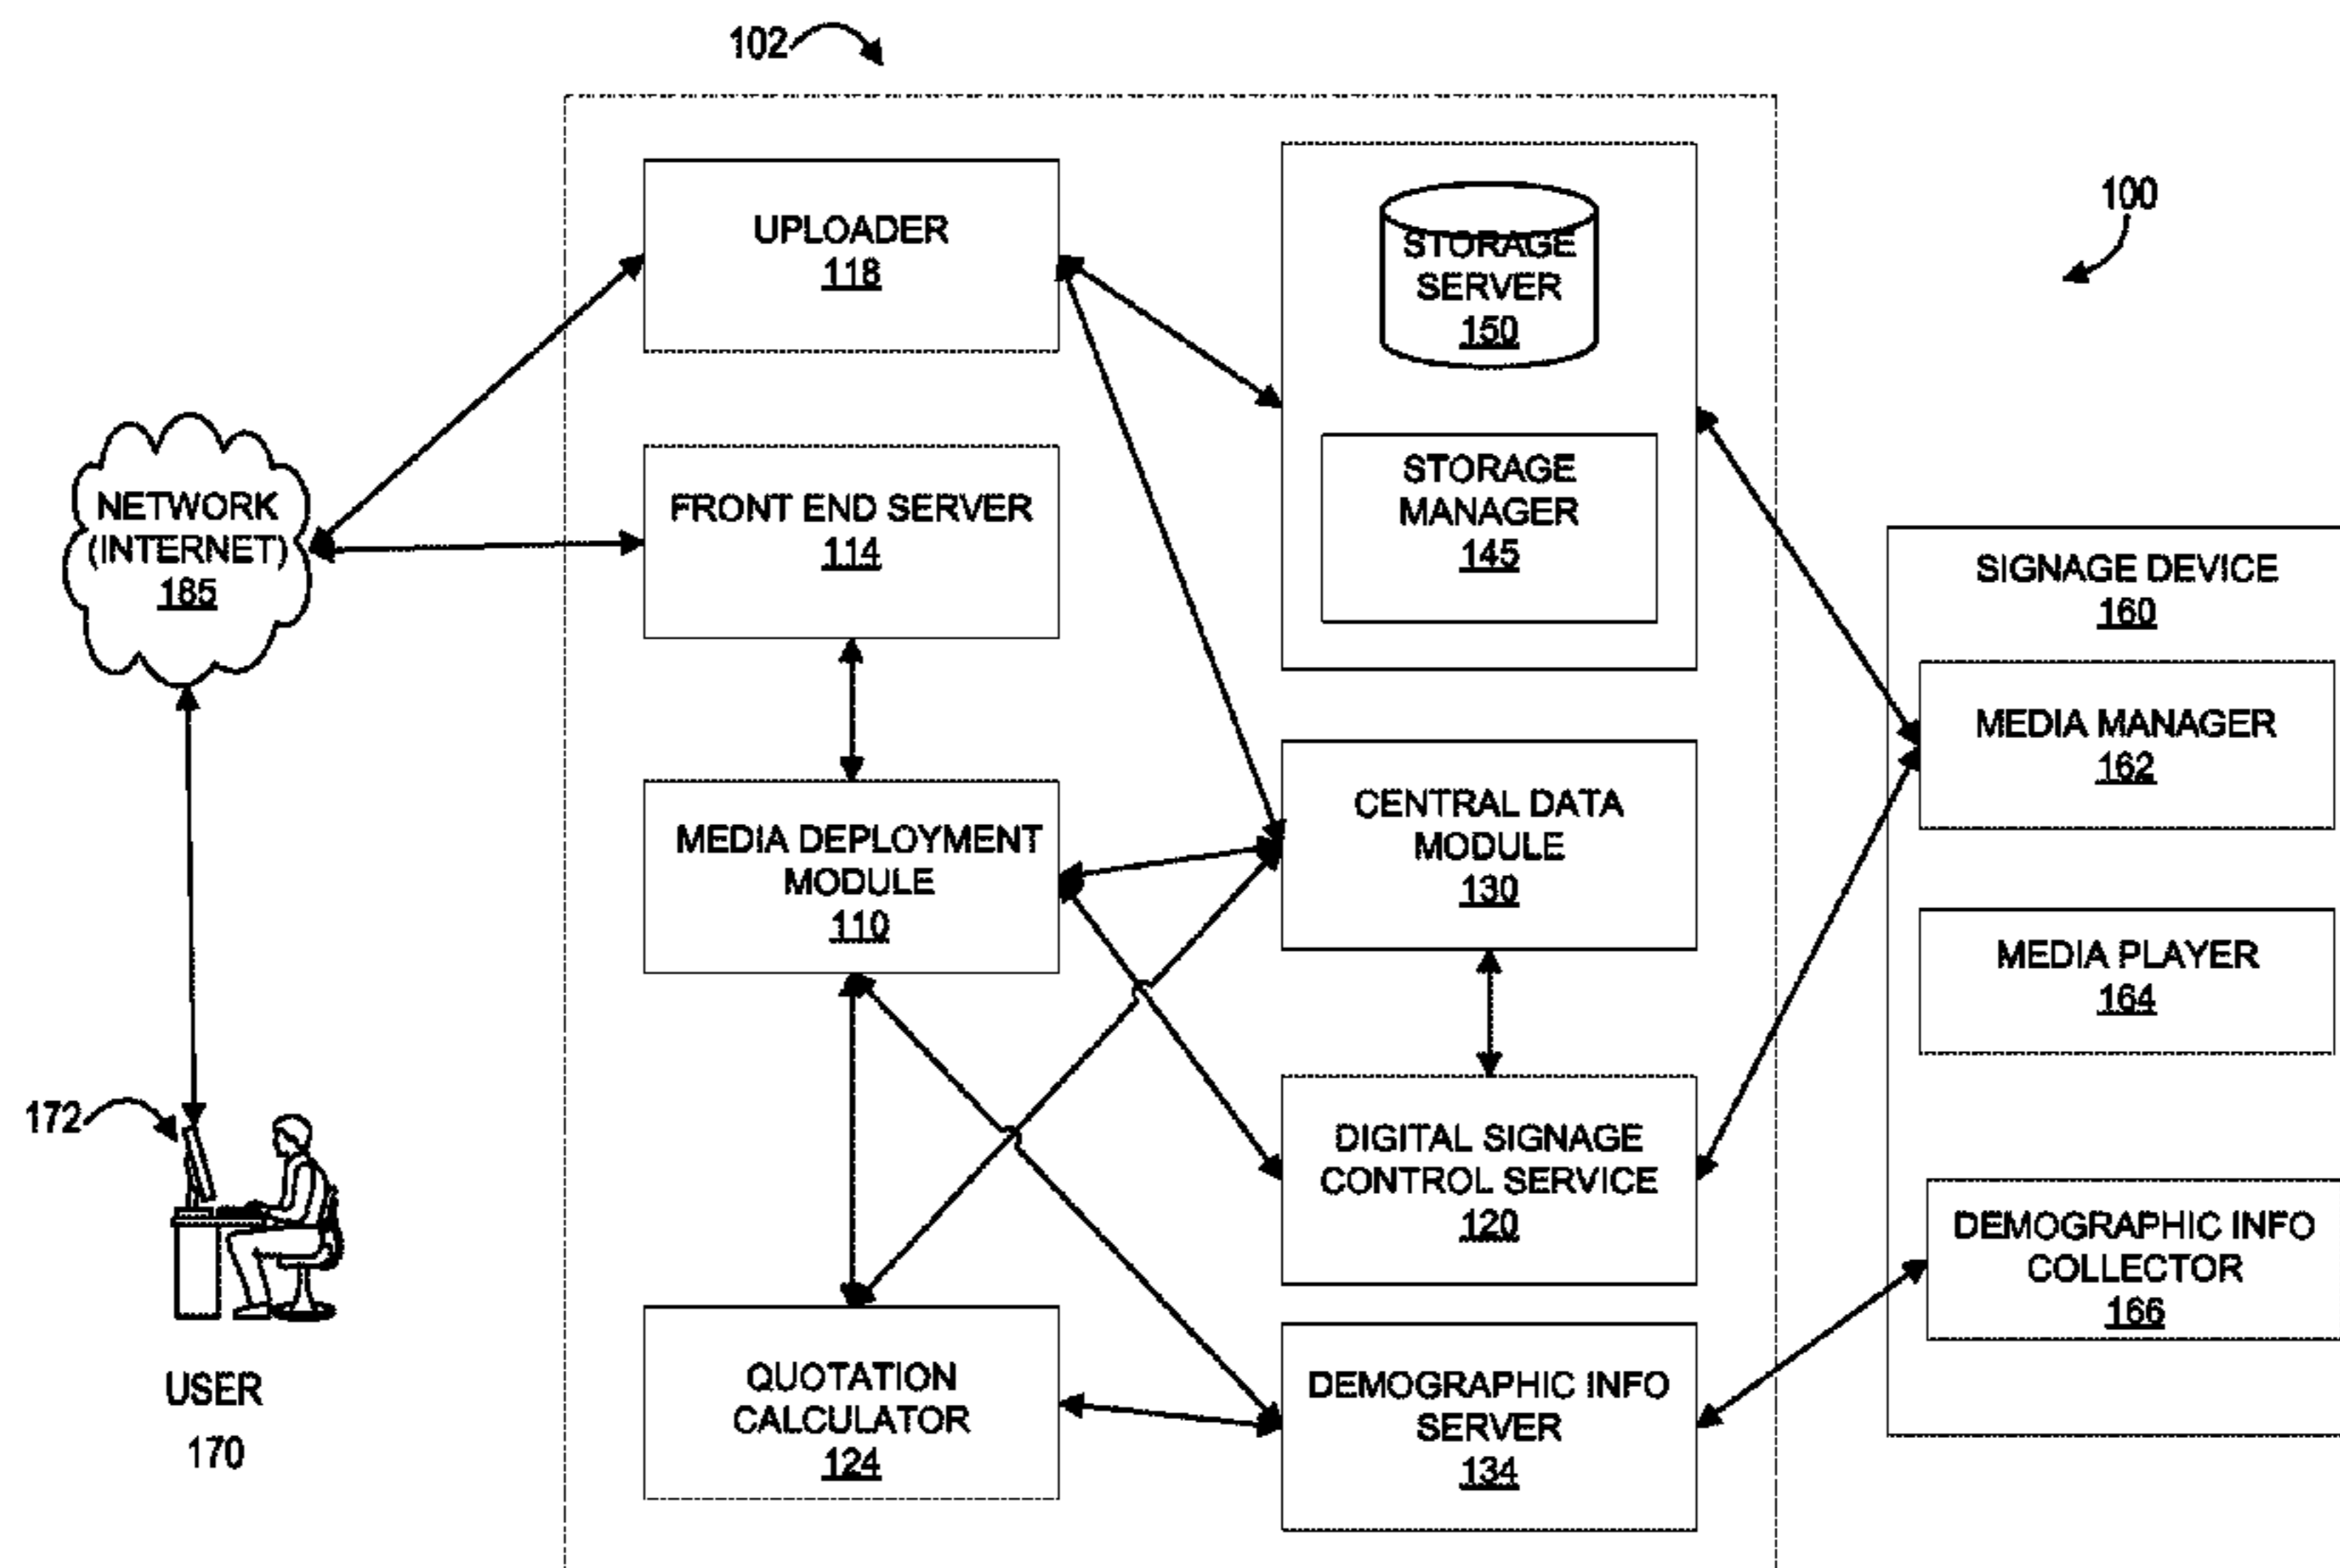 102
100
UPLOADER
118
STORAGE
SERVER
150
STORAGE
MANAGER
145
NETWORK
(INTERNET)
185
FRONT END SERVER
114
SIGNAGE DEVICE
160
MEDIA MANAGER
162
MEDIA DEPLOYMENT
MODULE
110
CENTRAL DATA
MODULE
130
MEDIA PLAYER
164
172
DIGITAL SIGNAGE
CONTROL SERVICE
120
DEMOGRAPHIC INFO
COLLECTOR
166
USER
170
QUOTATION
CALCULATOR
124
DEMOGRAPHIC INFO
SERVER
134